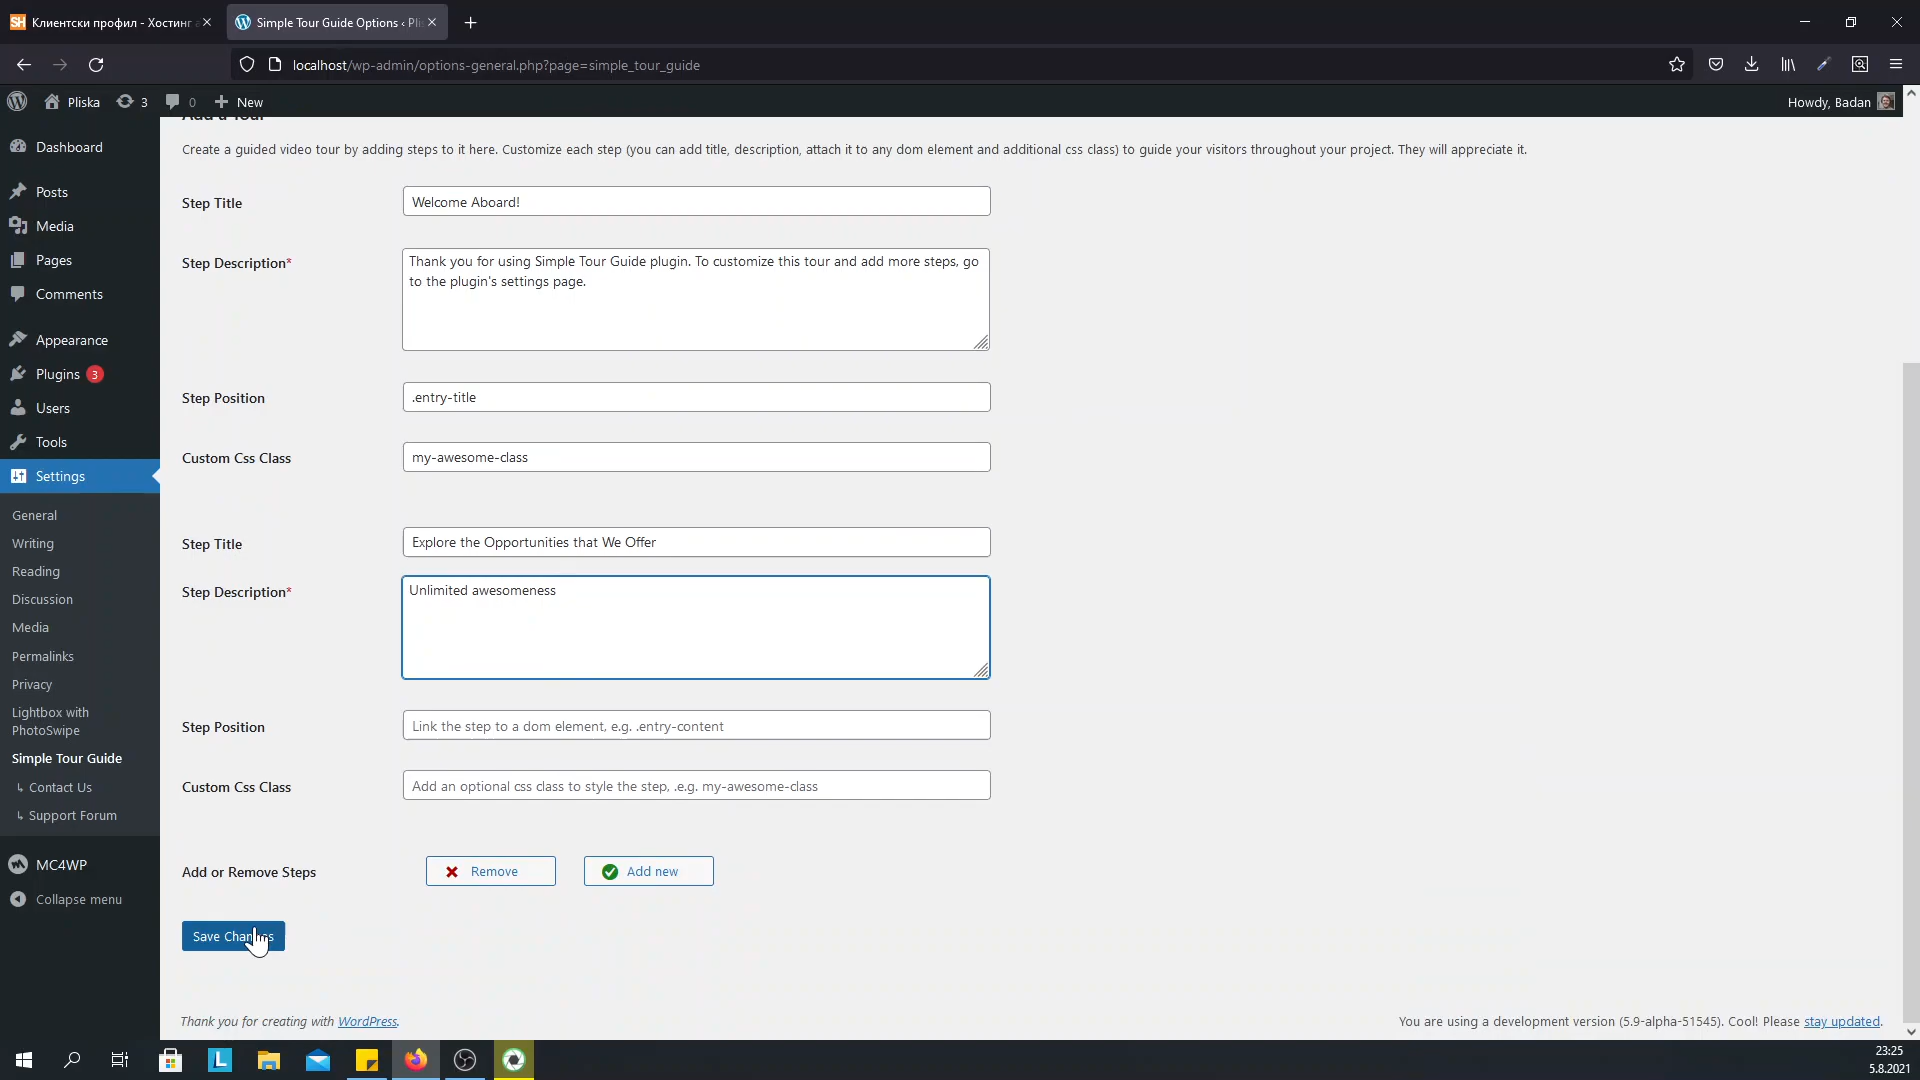 Клиентски профил - Хостинг
Simple Tour Guide Options ‹ Plis
localhost/wp-admin/options-general.php?page=simple_tour_guide
Pliska
3
0
New
Howdy, Badan
Dashboard
Posts
Media
Pages
Comments
Appearance
Plugins 3
Users
Tools
Settings
General
Writing
Reading
Discussion
Media
Permalinks
Privacy
Lightbox with
PhotoSwipe
Simple Tour Guide
↳ Contact Us
↳ Support Forum
MC4WP
Collapse menu
Add a Tour
Create a guided video tour by adding steps to it here. Customize each step (you can add title, description, attach it to any dom element and additional css class) to guide your visitors throughout your project. They will appreciate it.
Step Title
Welcome Aboard!
Step Description*
Thank you for using Simple Tour Guide plugin. To customize this tour and add more steps, go
to the plugin's settings page.
Step Position
.entry-title
Custom Css Class
my-awesome-class
Step Title
Explore the Opportunities that We Offer
Step Description*
Unlimited awesomeness
Step Position
Link the step to a dom element, e.g. .entry-content
Custom Css Class
Add an optional css class to style the step, .e.g. my-awesome-class
Add or Remove Steps
Remove
Add new
Save Changes
Thank you for creating with WordPress.
You are using a development version (5.9-alpha-51545). Cool! Please stay updated.
23:25
5.8.2021